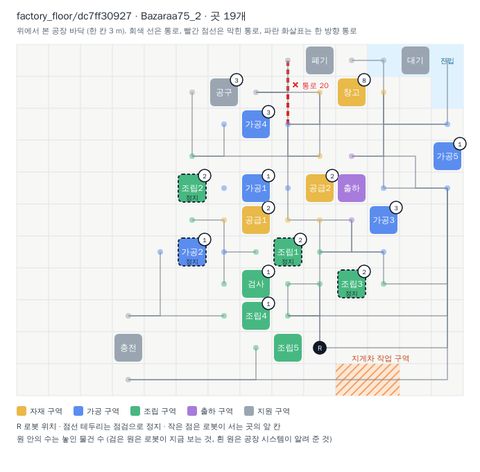 factory_floor/dc7ff30927 · Bazaraa75_2 · 곳 19개
위에서 본 공장 바닥 (한 칸 3 m). 회색 선은 통로, 빨간 점선은 막힌 통로, 파란 화살표는 한 방향 통로
폐기
대기
진입
✖ 통로 20
공구 3
창고 8
가공4 3
가공5 1
조립2 2
정지
가공1 1
공급2 2
출하
공급1 2
가공3 3
가공2 1
정지
조립1 2
정지
검사 1
조립3 2
정지
조립4 1
충전
조립5
R
지게차 작업 구역
자재 구역
가공 구역
조립 구역
출하 구역
지원 구역
R 로봇 위치 · 점선 테두리는 점검으로 정지 · 작은 점은 로봇이 서는 곳의 앞 칸
원 안의 수는 놓인 물건 수 (검은 원은 로봇이 지금 보는 것, 흰 원은 공장 시스템이 알려 준 것)